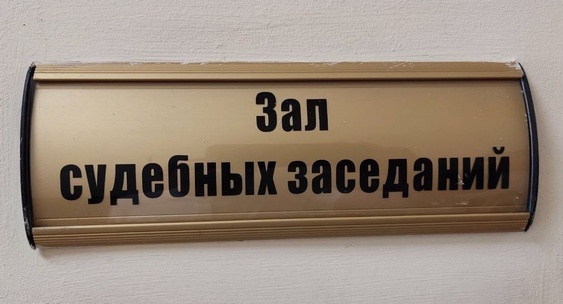 Зал
судебных заседаний